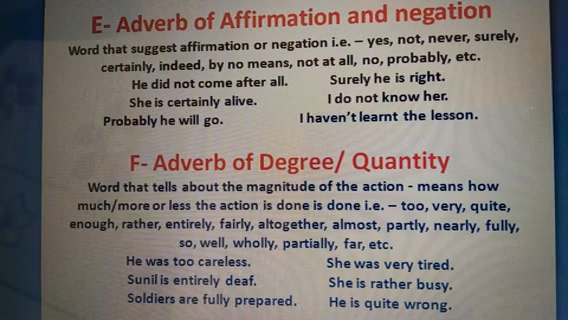 E- Adverb of Affirmation and negation
Word that suggest affirmation or negation i.e. – yes, not, never, surely,
certainly, indeed, by no means, not at all, no, probably, etc.
He did not come after all. Surely he is right.
She is certainly alive. I do not know her.
Probably he will go. I haven't learnt the lesson.
F- Adverb of Degree/ Quantity
Word that tells about the magnitude of the action - means how
much/more or less the action is done is done i.e. – too, very, quite,
enough, rather, entirely, fairly, altogether, almost, partly, nearly, fully,
so, well, wholly, partially, far, etc.
He was too careless. She was very tired.
Sunil is entirely deaf. She is rather busy.
Soldiers are fully prepared. He is quite wrong.